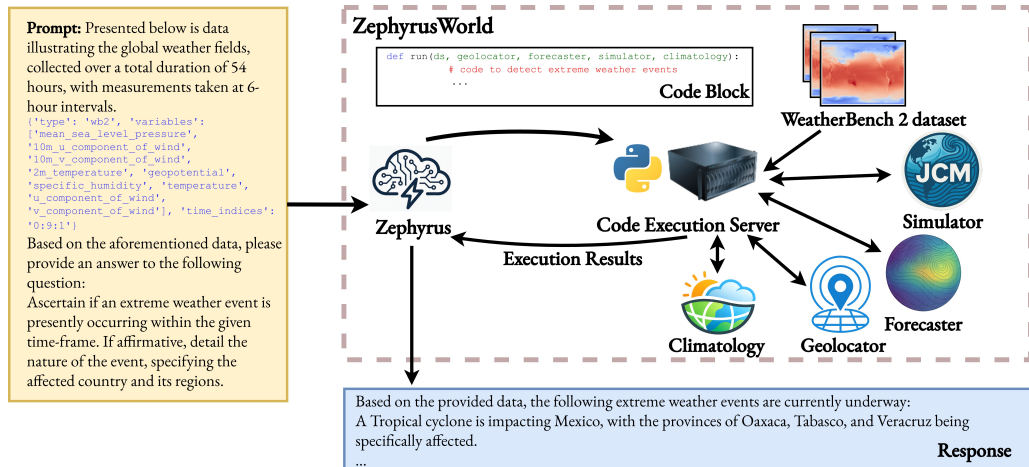 Prompt: Presented below is data
illustrating the global weather fields,
collected over a total duration of 54
hours, with measurements taken at 6-
hour intervals.
{'type': 'wb2', 'variables':
['mean_sea_level_pressure',
'10m_u_component_of_wind',
'10m_v_component_of_wind',
'2m_temperature', 'geopotential',
'specific_humidity', 'temperature',
'u_component_of_wind',
'v_component_of_wind'], 'time_indices':
'0:9:1'}
Based on the aforementioned data, please
provide an answer to the following
question:
Ascertain if an extreme weather event is
presently occurring within the given
time-frame. If affirmative, detail the
nature of the event, specifying the
affected country and its regions.
ZephyrusWorld
def run(ds, geolocator, forecaster, simulator, climatology):
# code to detect extreme weather events
...
Code Block
WeatherBench 2 dataset
JCM
Simulator
Zephyrus
Code Execution Server
Execution Results
Forecaster
Climatology
Geolocator
Based on the provided data, the following extreme weather events are currently underway:
A Tropical cyclone is impacting Mexico, with the provinces of Oaxaca, Tabasco, and Veracruz being
specifically affected.
...
Response